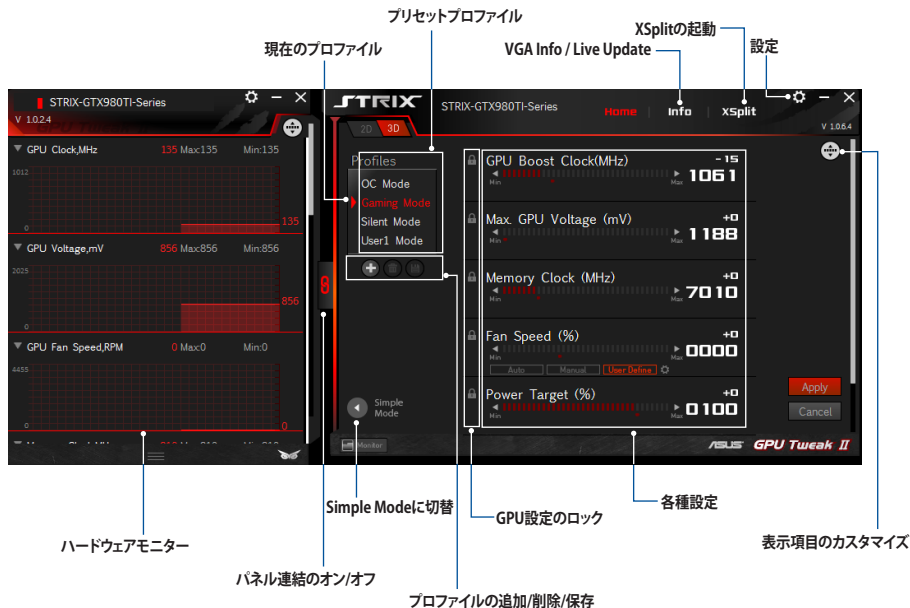 プリセットプロファイル
XSplitの起動
現在のプロファイル
VGA Info / Live Update
設定
STRIX-GTX980TI-Series
V 1.0.2.4
GPU Clock,MHz 135 Max:135 Min:135
1012
135
0
GPU Voltage,mV 856 Max:856 Min:856
2025
856
0
GPU Fan Speed,RPM 0 Max:0 Min:0
4455
0
0
STRIX
STRIX-GTX980TI-Series
Home Info XSplit
V 1.0.6.4
2D 3D
Profiles
OC Mode
Gaming Mode
Silent Mode
User1 Mode
Simple
Mode
Monitor
GPU Boost Clock(MHz) -15
Min Max 1061
Max. GPU Voltage (mV) +0
Min Max 1188
Memory Clock (MHz) +0
Min Max 7010
Fan Speed (%) +0
Min Max 0000
Auto Manual User Define
Power Target (%) +0
Min Max 0100
Apply
Cancel
ASUS GPU Tweak II
Simple Modeに切替
GPU設定のロック
各種設定
ハードウェアモニター
表示項目のカスタマイズ
パネル連結のオン/オフ
プロファイルの追加/削除/保存